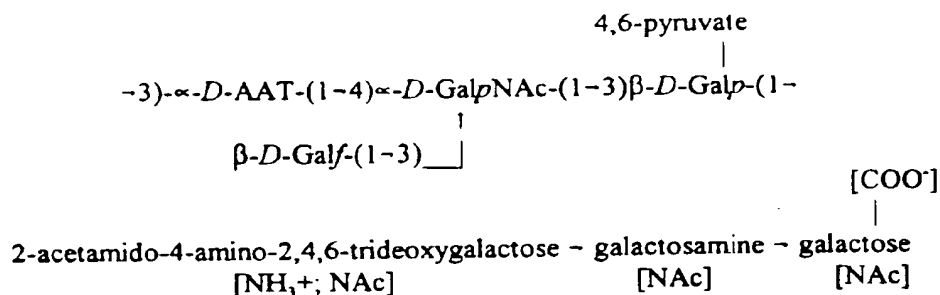 4,6-pyruvate
-3)-∝-D-AAT-(1-4)∝-D-GalpNAc-(1-3)β-D-Galp-(1-
β-D-Galf-(1-3)
[COO⁻]
2-acetamido-4-amino-2,4,6-trideoxygalactose – galactosamine – galactose
[NH₃+; NAc] [NAc] [NAc]